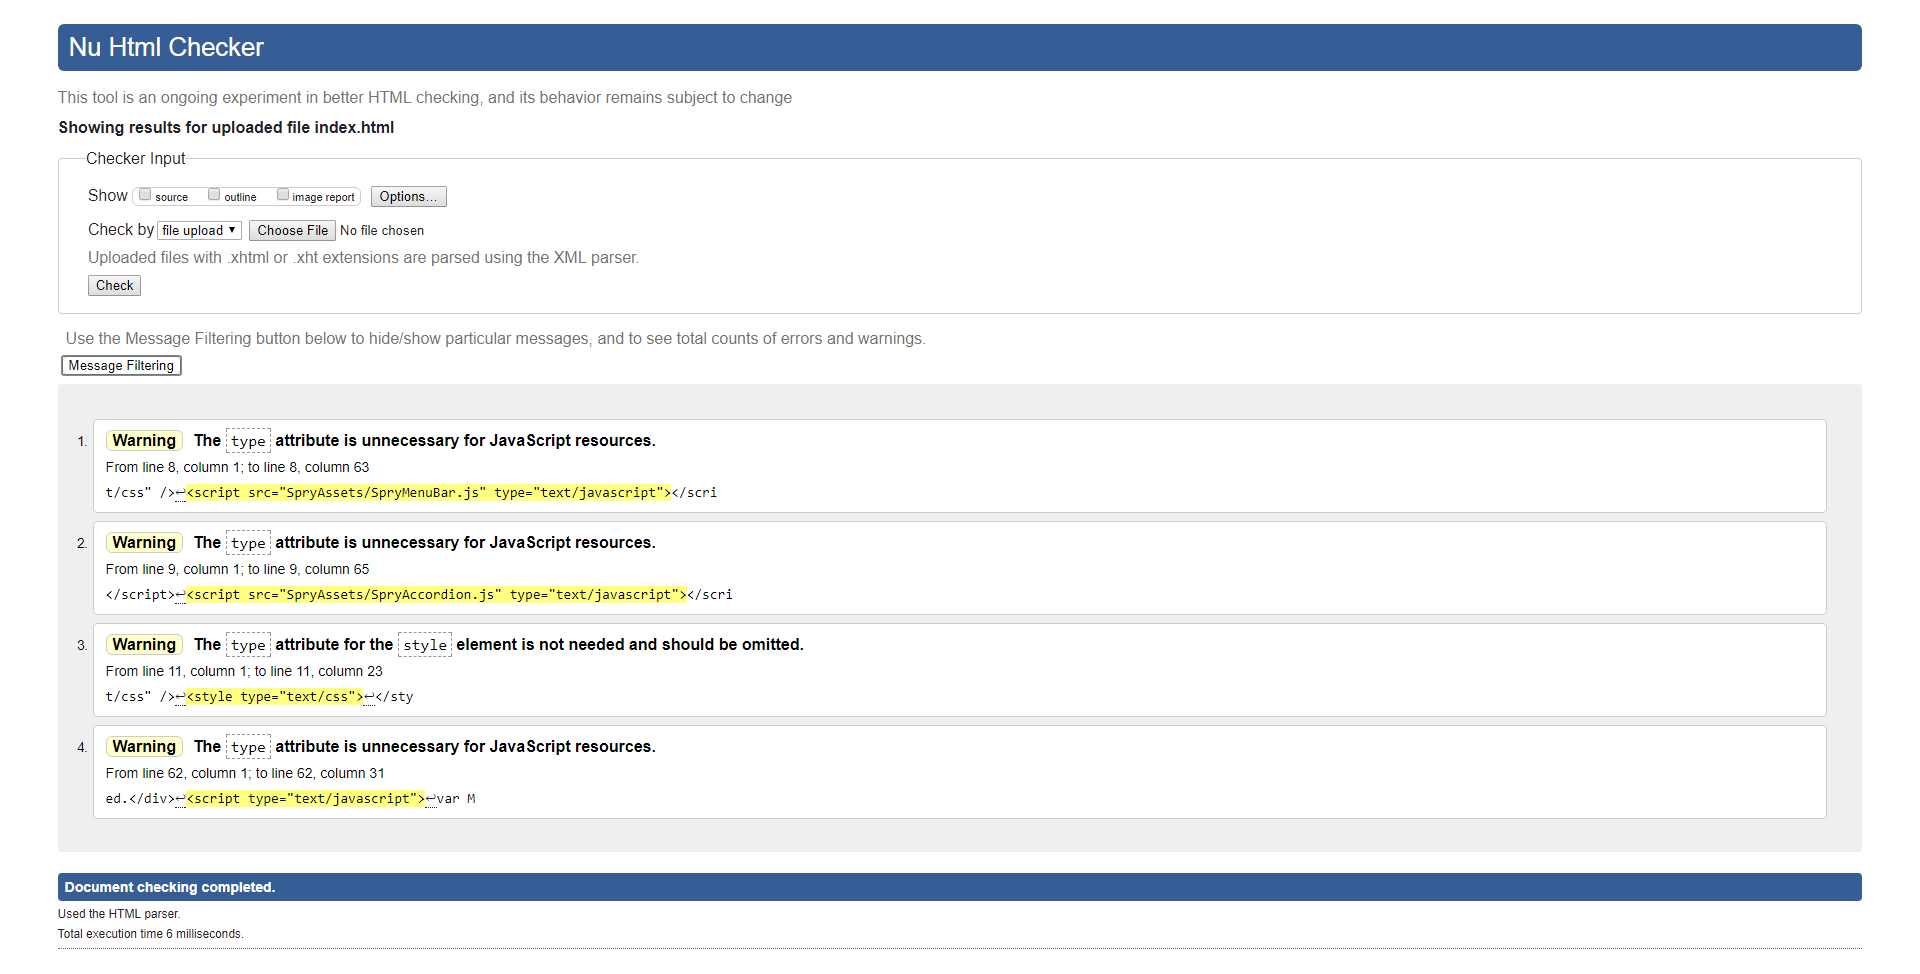 Nu Html Checker
This tool is an ongoing experiment in better HTML checking, and its behavior remains subject to change
Showing results for uploaded file index.html
Checker Input
Show source outline image report Options...
Check by file upload ▼ Choose File No file chosen
Uploaded files with .xhtml or .xht extensions are parsed using the XML parser.
Check
Use the Message Filtering button below to hide/show particular messages, and to see total counts of errors and warnings.
Message Filtering
1. Warning The type attribute is unnecessary for JavaScript resources.
From line 8, column 1; to line 8, column 63
t/css" />↩<script src="SpryAssets/SpryMenuBar.js" type="text/javascript"></scri
2. Warning The type attribute is unnecessary for JavaScript resources.
From line 9, column 1; to line 9, column 65
</script>↩<script src="SpryAssets/SpryAccordion.js" type="text/javascript"></scri
3. Warning The type attribute for the style element is not needed and should be omitted.
From line 11, column 1; to line 11, column 23
t/css" />↩<style type="text/css">↩</sty
4. Warning The type attribute is unnecessary for JavaScript resources.
From line 62, column 1; to line 62, column 31
ed.</div>↩<script type="text/javascript">↩var M
Document checking completed.
Used the HTML parser.
Total execution time 6 milliseconds.